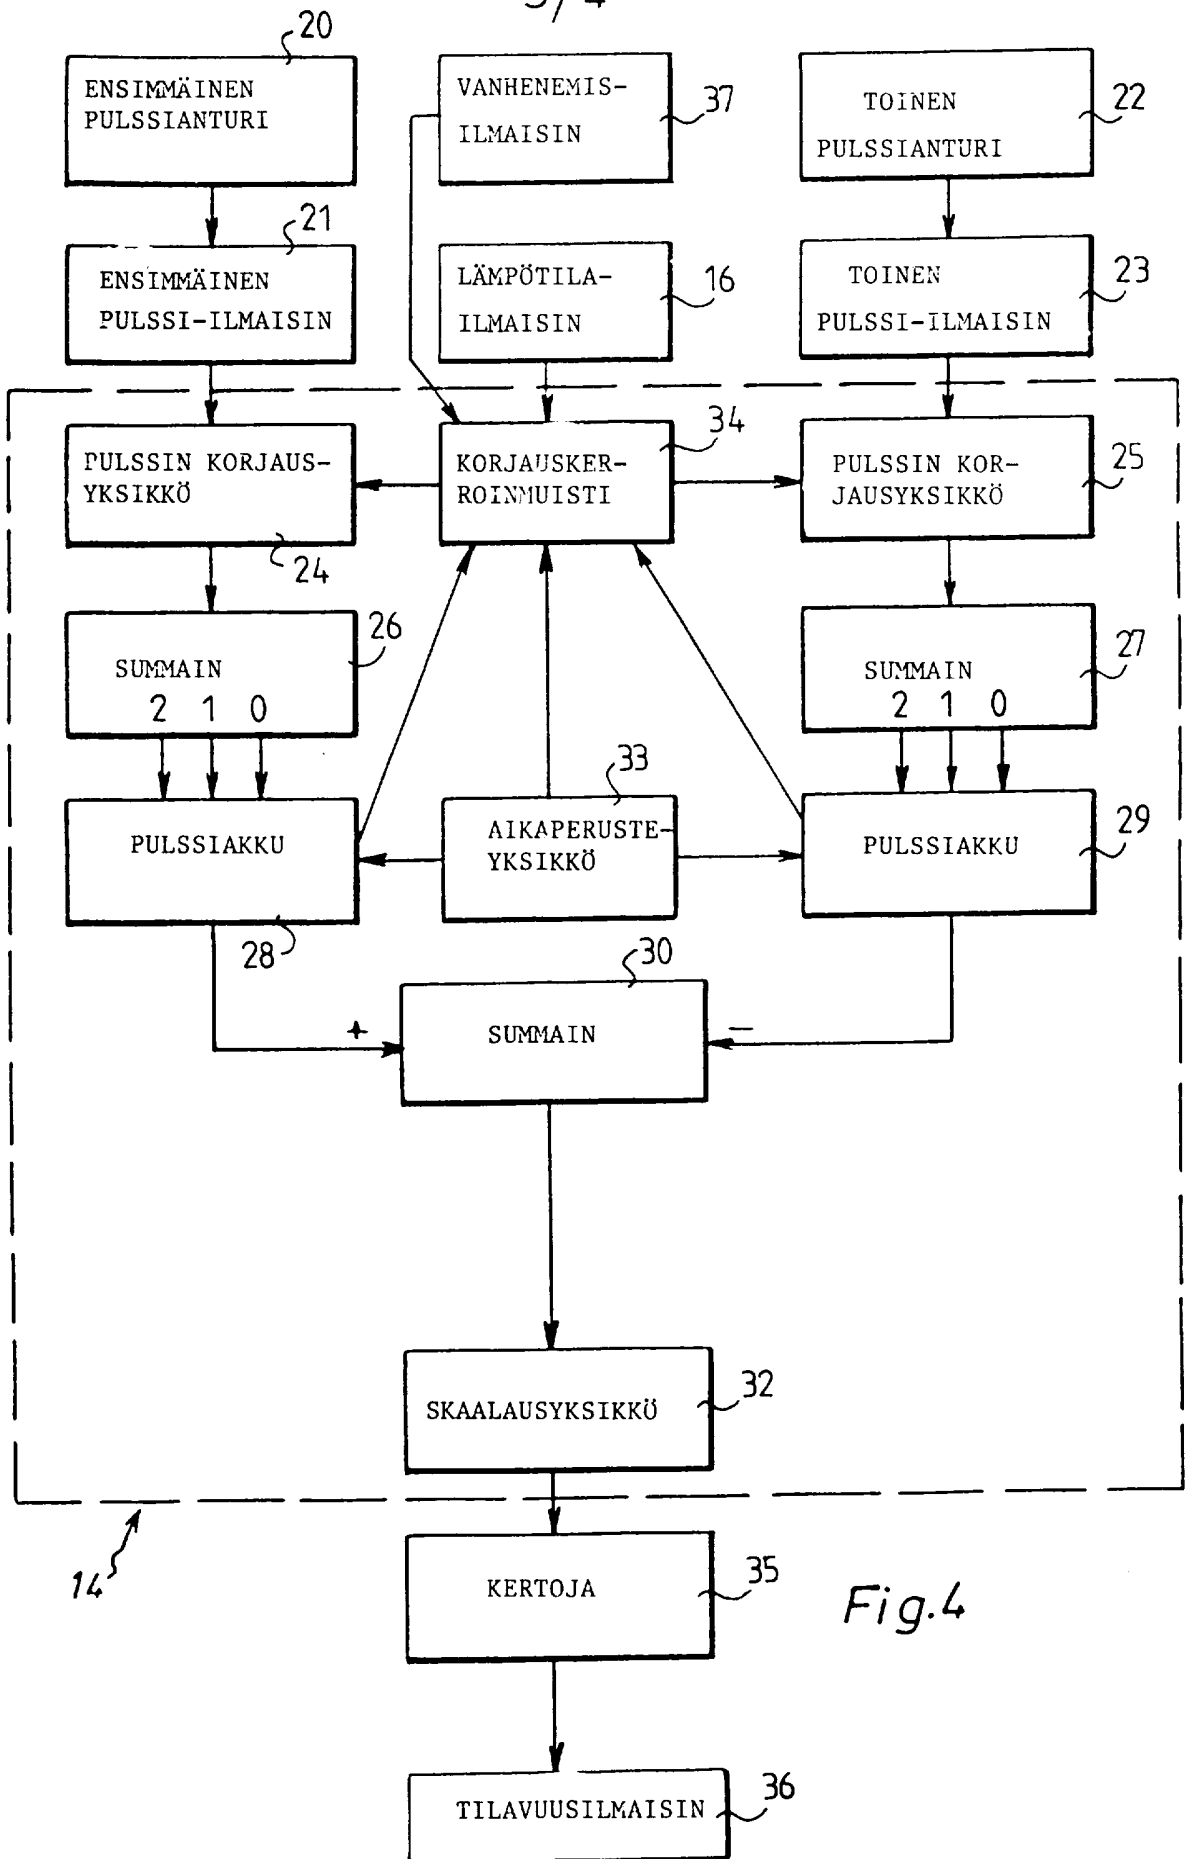 3/4
20
ENSIMMÄINEN
PULSSIANTURI
VANHENEMIS-
ILMAISIN
37
TOINEN
PULSSIANTURI
22
21
ENSIMMÄINEN
PULSSI-ILMAISIN
LÄMPÖTILA-
ILMAISIN
16
TOINEN
PULSSI-ILMAISIN
23
PULSSIN KORJAUS-
YKSIKKÖ
24
KORJAUSKER-
ROINMUISTI
34
PULSSIN KOR-
JAUSYKSIKKÖ
25
SUMMAIN
2 1 0
26
SUMMAIN
2 1 0
27
PULSSIAKKU
28
33
AIKAPERUSTE-
YKSIKKÖ
PULSSIAKKU
29
30
+
SUMMAIN
−
SKAALAUSYKSIKKÖ
32
14
KERTOJA
35
Fig.4
TILAVUUSILMAISIN
36